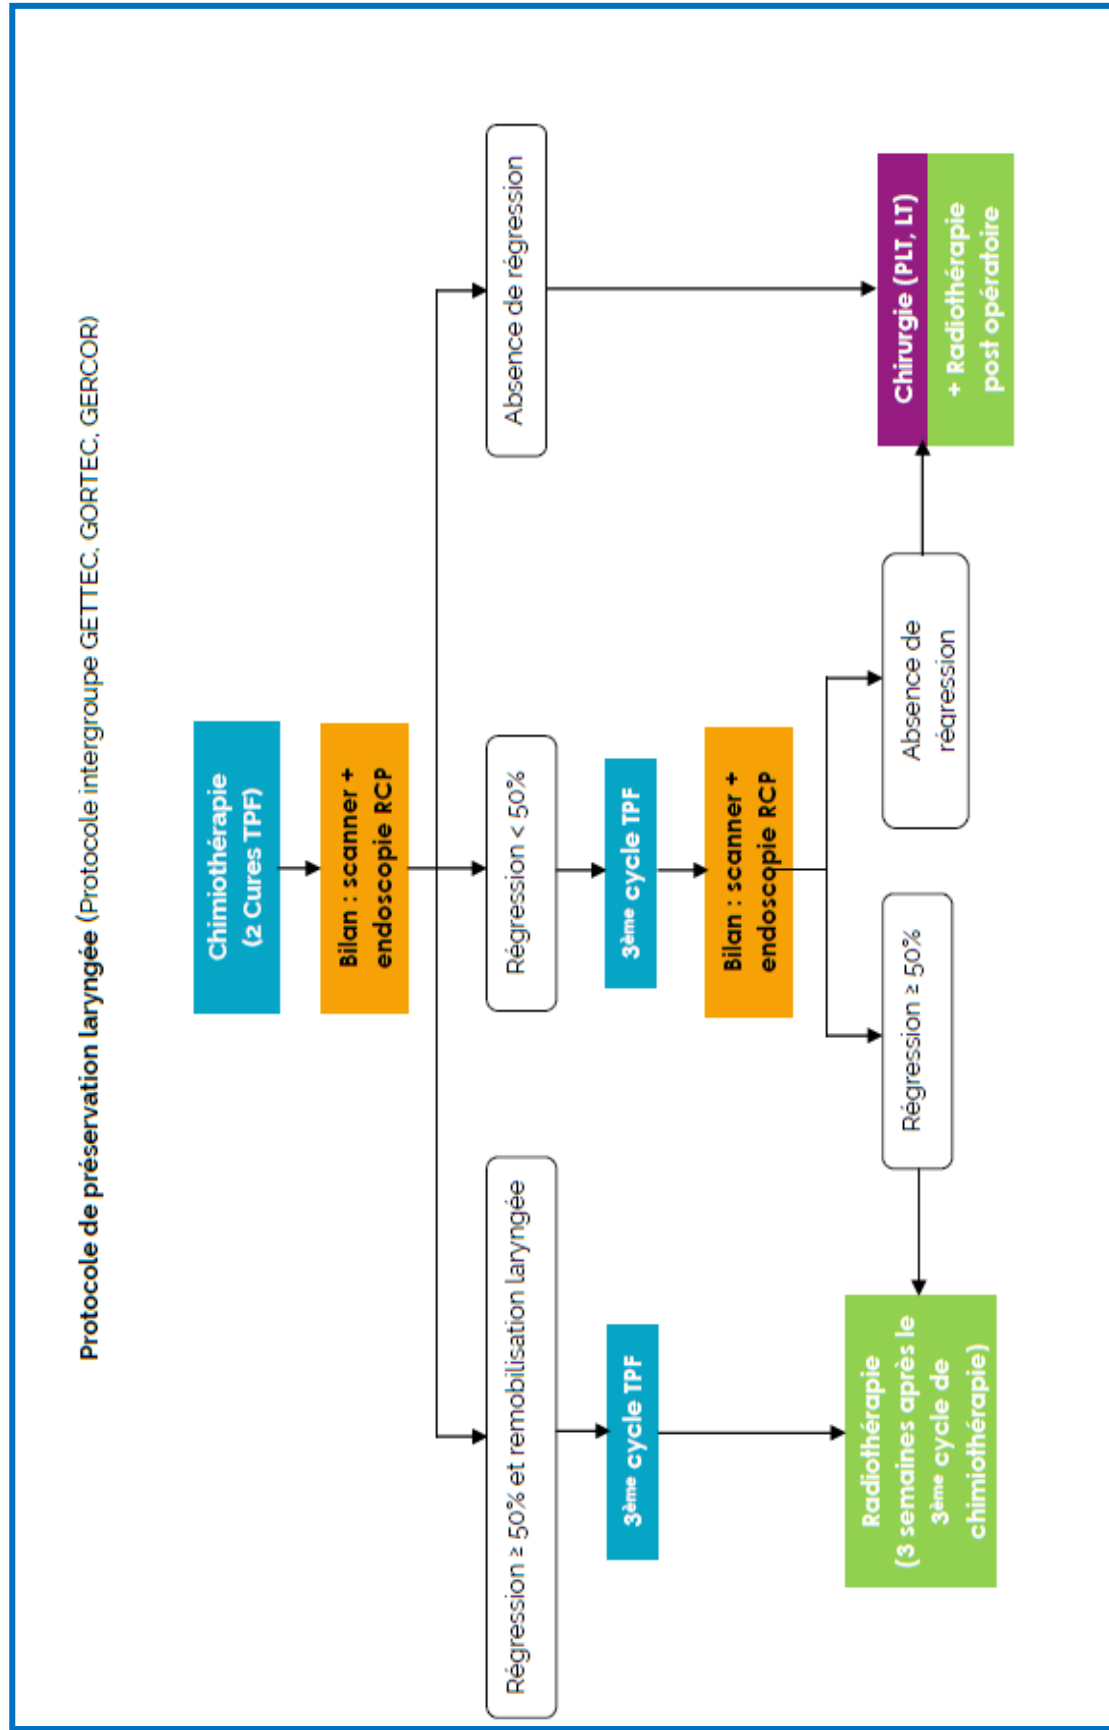 Protocole de préservation laryngée (Protocole intergroupe GETTEC, GORTEC, GERCOR)
Chimiothérapie
(2 Cures TPF)
Bilan : scanner +
endoscopie RCP
Régression ≥ 50% et remobilisation laryngée
Régression < 50%
Absence de régression
3ème cycle TPF
3ème cycle TPF
Bilan : scanner +
endoscopie RCP
Régression ≥ 50%
Absence de
régression
Radiothérapie
(3 semaines après le
3ème cycle de
chimiothérapie)
Chirurgie (PLT, LT)
+ Radiothérapie
post opératoire